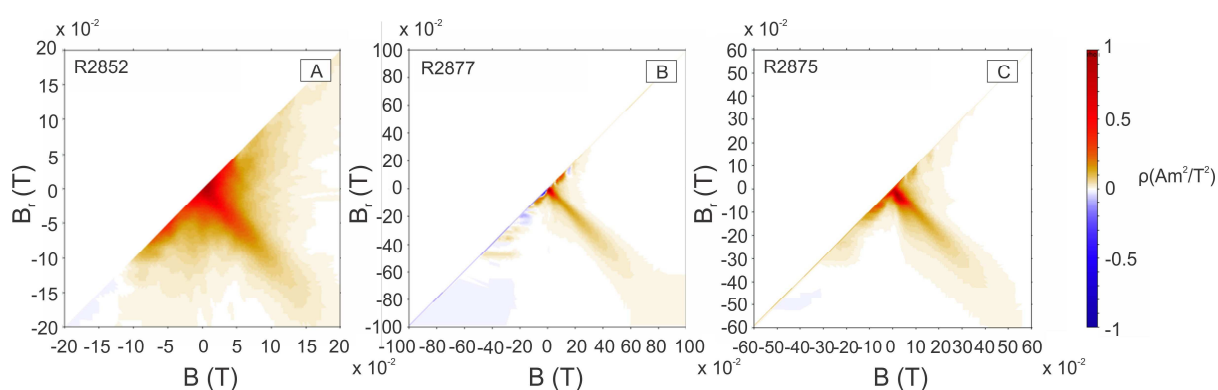 x 10⁻²
x 10⁻²
x 10⁻²
R2852
A
20
15
10
5
0
-5
-10
-15
-20
Bᵣ (T)
-20 -15 -10 -5 0 5 10 15 20
x 10⁻²
B (T)
R2877
B
100
80
60
40
20
0
-20
-40
-60
-80
-100
Bᵣ (T)
-100 -80 -60 -40 -20 0 20 40 60 80 100
x 10⁻²
B (T)
R2875
C
60
50
40
30
20
10
0
-10
-20
-30
-40
-50
-60
Bᵣ (T)
-60 -50 -40 -30 -20 -10 0 10 20 30 40 50 60
x 10⁻²
B (T)
1
0.5
0
-0.5
-1
ρ(Am²/T²)